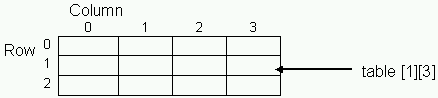 Column
0 1 2 3
Row 0
1
2
table [1][3]